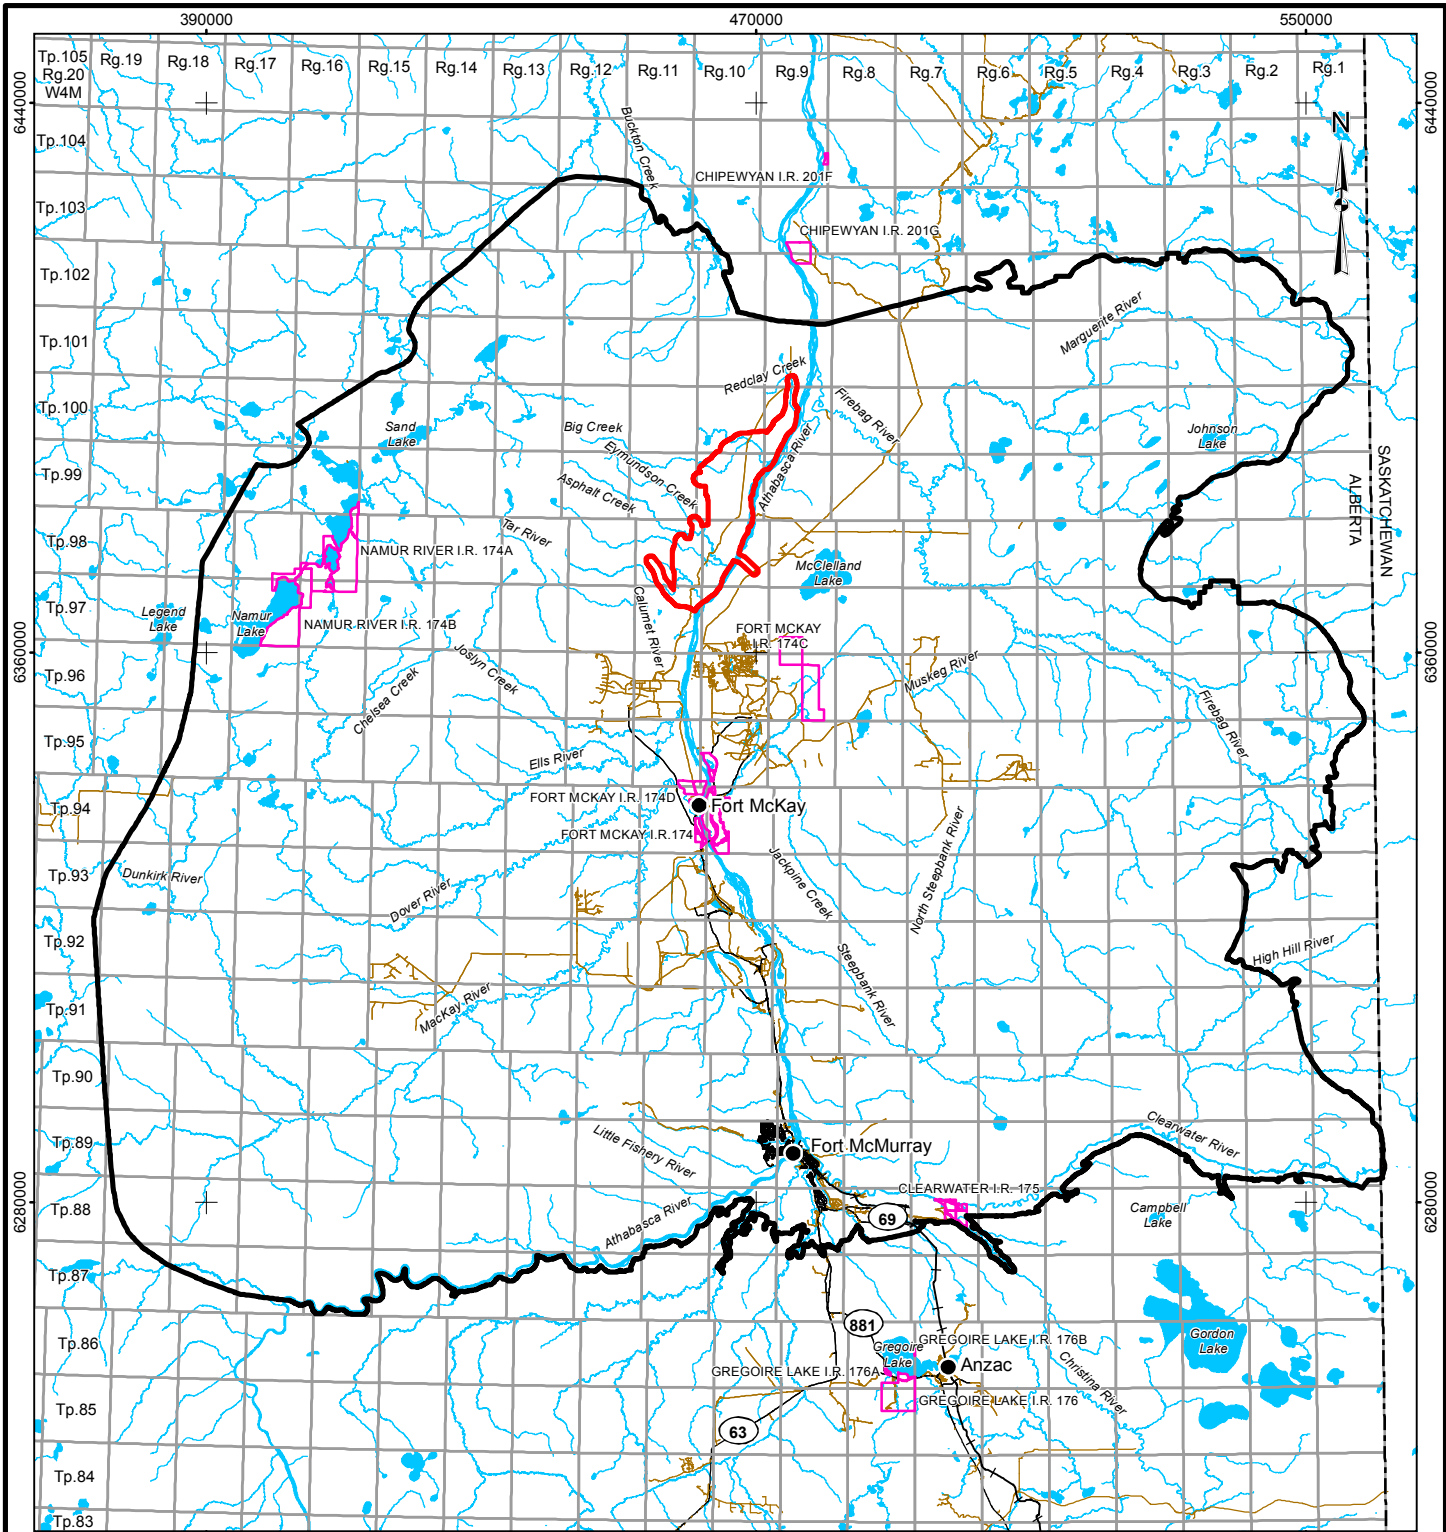 390000
470000
550000
Tp.105
Rg.20
W4M
Rg.19
Rg.18
Rg.17
Rg.16
Rg.15
Rg.14
Rg.13
Rg.12
Rg.11
Rg.10
Rg.9
Rg.8
Rg.7
Rg.6
Rg.5
Rg.4
Rg.3
Rg.2
Rg.1
6440000
6440000
N
Tp.104
Buckton Creek
CHIPEWYAN I.R. 201F
Tp.103
CHIPEWYAN I.R. 201G
Tp.102
Marguerite River
Tp.101
Redclay Creek
Tp.100
Firebag River
Sand
Lake
Big Creek
Johnson
Lake
Eymundson Creek
Athabasca River
Tp.99
Asphalt Creek
SASKATCHEWAN
ALBERTA
Tar River
Tp.98
NAMUR RIVER I.R. 174A
McClelland
Lake
Tp.97
Legend
Lake
Namur
Lake
NAMUR RIVER I.R. 174B
Calumet River
FORT MCKAY
I.R. 174C
6360000
6360000
Tp.96
Joslyn Creek
Chelsea Creek
Muskeg River
Firebag River
Tp.95
Ells River
Tp.94
FORT MCKAY I.R. 174D
Fort McKay
FORT MCKAY I.R.174
North Steepbank River
Tp.93
Dunkirk River
Dover River
Jackpine Creek
Tp.92
High Hill River
Steepbank River
Tp.91
MacKay River
Tp.90
Tp.89
Little Fishery River
Fort McMurray
Clearwater River
CLEARWATER I.R. 175
6280000
6280000
Tp.88
Athabasca River
69
Campbell
Lake
Tp.87
881
Tp.86
GREGOIRE LAKE I.R. 176B
Gregoire
Lake
Gordon
Lake
Anzac
GREGOIRE LAKE I.R. 176A
Christina River
Tp.85
GREGOIRE LAKE I.R. 176
63
Tp.84
Tp.83